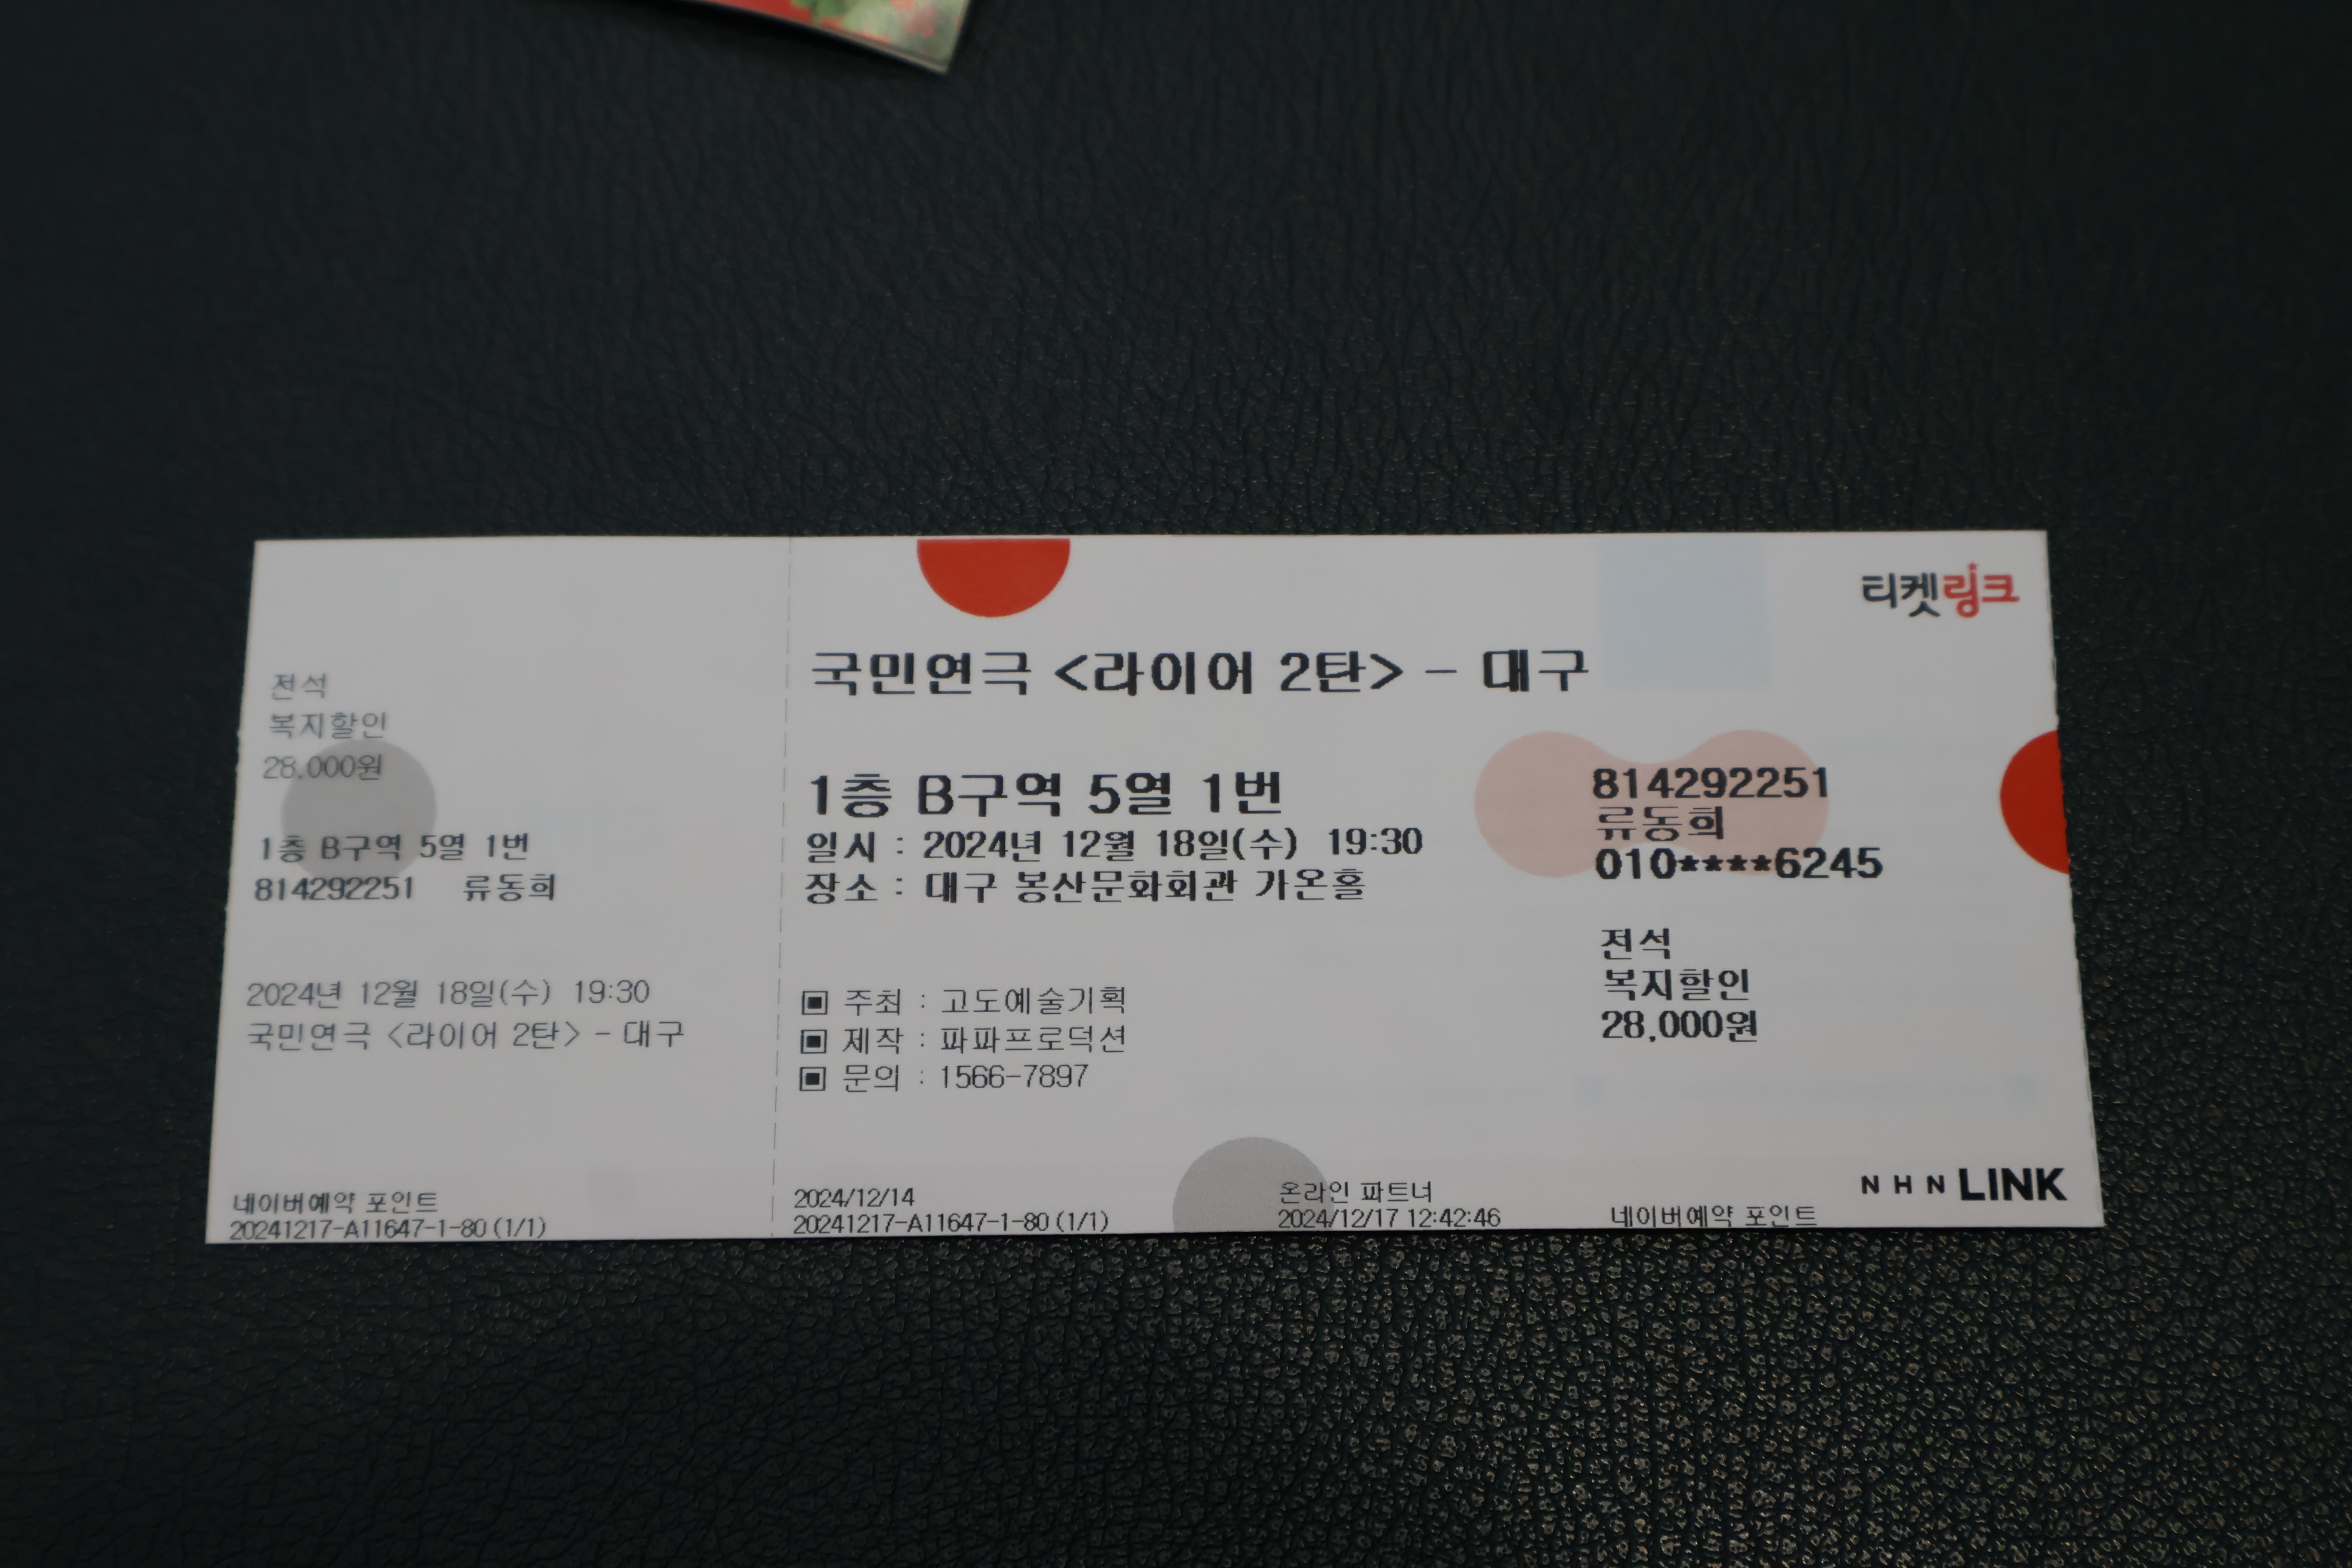 전석
복지할인
28,000원
1층 B구역 5열 1번
814292251 류동희
2024년 12월 18일(수) 19:30
국민연극 <라이어 2탄> - 대구
네이버예약 포인트
20241217-A11647-1-80 (1/1)
티켓링크
국민연극 <라이어 2탄> - 대구
1층 B구역 5열 1번
일시 : 2024년 12월 18일(수) 19:30
장소 : 대구 봉산문화회관 가온홀
814292251
류동희
010****6245
전석
복지할인
28,000원
▣ 주최 : 고도예술기획
▣ 제작 : 파파프로덕션
▣ 문의 : 1566-7897
2024/12/14
20241217-A11647-1-80 (1/1)
온라인 파트너
2024/12/17 12:42:46
네이버예약 포인트
NHN LINK